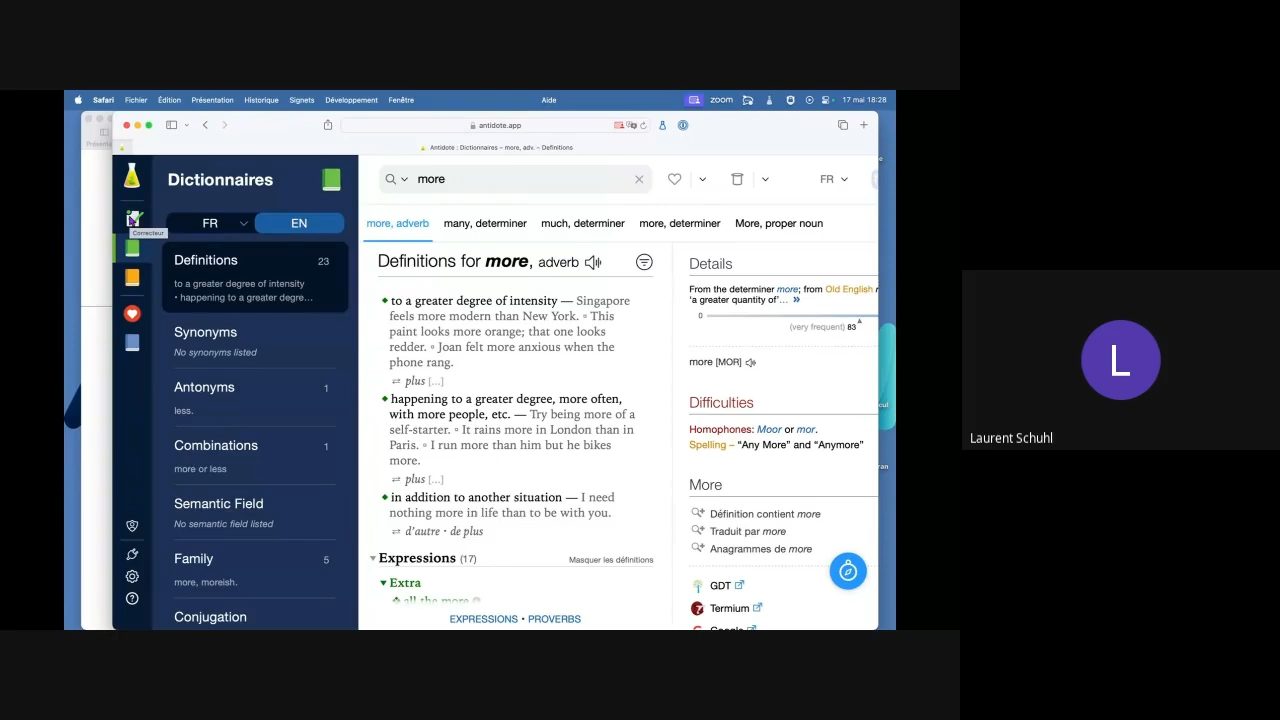 Safari Fichier Édition Présentation Historique Signets Développement Fenêtre Aide zoom 17 mai 18:28
antidote.app
Antidote : Dictionnaires – more, adv. – Definitions
Dictionnaires
more
FR
Correcteur
FR EN
more, adverb many, determiner much, determiner more, determiner More, proper noun
Definitions 23
to a greater degree of intensity
• happening to a greater degre…
Synonyms
No synonyms listed
Antonyms 1
less.
Combinations 1
more or less
Semantic Field
No semantic field listed
Family 5
more, moreish.
Conjugation
Definitions for more, adverb
to a greater degree of intensity — Singapore
feels more modern than New York. ▫ This
paint looks more orange; that one looks
redder. ▫ Joan felt more anxious when the
phone rang.
⇄ plus [...]
happening to a greater degree, more often,
with more people, etc. — Try being more of a
self-starter. ▫ It rains more in London than in
Paris. ▫ I run more than him but he bikes
more.
⇄ plus [...]
in addition to another situation — I need
nothing more in life than to be with you.
⇄ d’autre • de plus
Expressions (17) Masquer les définitions
Extra
all the more
EXPRESSIONS • PROVERBS
Details
From the determiner more; from Old English
‘a greater quantity of’… »
0
(very frequent) 83
more [MOR]
Difficulties
Homophones: Moor or mor.
Spelling – “Any More” and “Anymore”
More
Définition contient more
Traduit par more
Anagrammes de more
GDT
Termium
Google
L
Laurent Schuhl